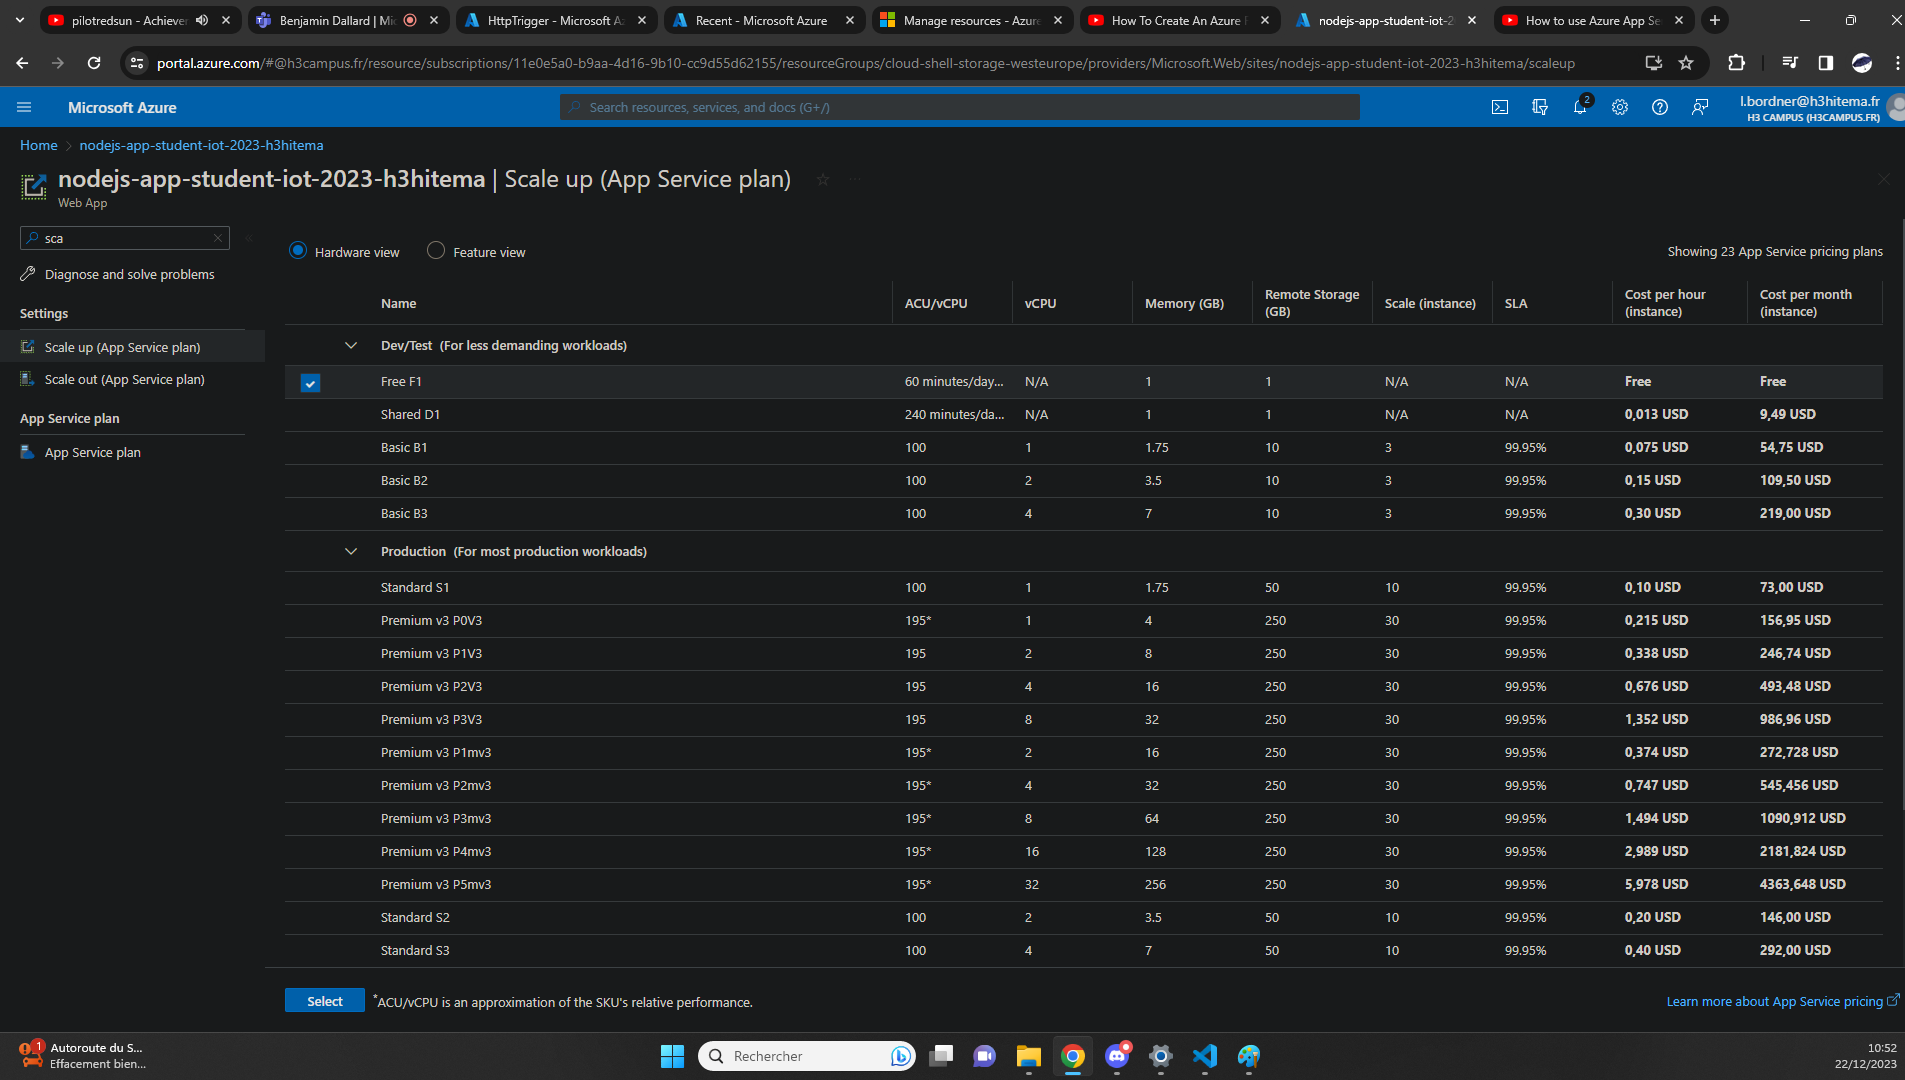 pilotredsun - Achiever
Benjamin Dallard | Mic
HttpTrigger - Microsoft Az
Recent - Microsoft Azure
Manage resources - Azure
How To Create An Azure
nodejs-app-student-iot-2
How to use Azure App Se
portal.azure.com/#@h3campus.fr/resource/subscriptions/11e0e5a0-b9aa-4d16-9b10-cc9d55d62155/resourceGroups/cloud-shell-storage-westeurope/providers/Microsoft.Web/sites/nodejs-app-student-iot-2023-h3hitema/scaleup
Microsoft Azure
Search resources, services, and docs (G+/)
2
l.bordner@h3hitema.fr
H3 CAMPUS (H3CAMPUS.FR)
Home > nodejs-app-student-iot-2023-h3hitema
nodejs-app-student-iot-2023-h3hitema | Scale up (App Service plan)
Web App
sca
Diagnose and solve problems
Settings
Scale up (App Service plan)
Scale out (App Service plan)
App Service plan
App Service plan
Hardware view Feature view Showing 23 App Service pricing plans
Name ACU/vCPU vCPU Memory (GB) Remote Storage (GB) Scale (instance) SLA Cost per hour (instance) Cost per month (instance)
Dev/Test (For less demanding workloads)
Free F1 60 minutes/day... N/A 1 1 N/A N/A Free Free
Shared D1 240 minutes/da... N/A 1 1 N/A N/A 0,013 USD 9,49 USD
Basic B1 100 1 1.75 10 3 99.95% 0,075 USD 54,75 USD
Basic B2 100 2 3.5 10 3 99.95% 0,15 USD 109,50 USD
Basic B3 100 4 7 10 3 99.95% 0,30 USD 219,00 USD
Production (For most production workloads)
Standard S1 100 1 1.75 50 10 99.95% 0,10 USD 73,00 USD
Premium v3 P0V3 195* 1 4 250 30 99.95% 0,215 USD 156,95 USD
Premium v3 P1V3 195 2 8 250 30 99.95% 0,338 USD 246,74 USD
Premium v3 P2V3 195 4 16 250 30 99.95% 0,676 USD 493,48 USD
Premium v3 P3V3 195 8 32 250 30 99.95% 1,352 USD 986,96 USD
Premium v3 P1mv3 195* 2 16 250 30 99.95% 0,374 USD 272,728 USD
Premium v3 P2mv3 195* 4 32 250 30 99.95% 0,747 USD 545,456 USD
Premium v3 P3mv3 195* 8 64 250 30 99.95% 1,494 USD 1090,912 USD
Premium v3 P4mv3 195* 16 128 250 30 99.95% 2,989 USD 2181,824 USD
Premium v3 P5mv3 195* 32 256 250 30 99.95% 5,978 USD 4363,648 USD
Standard S2 100 2 3.5 50 10 99.95% 0,20 USD 146,00 USD
Standard S3 100 4 7 50 10 99.95% 0,40 USD 292,00 USD
Select *ACU/vCPU is an approximation of the SKU's relative performance. Learn more about App Service pricing
1
Autoroute du S...
Effacement bien...
Rechercher
10:52
22/12/2023